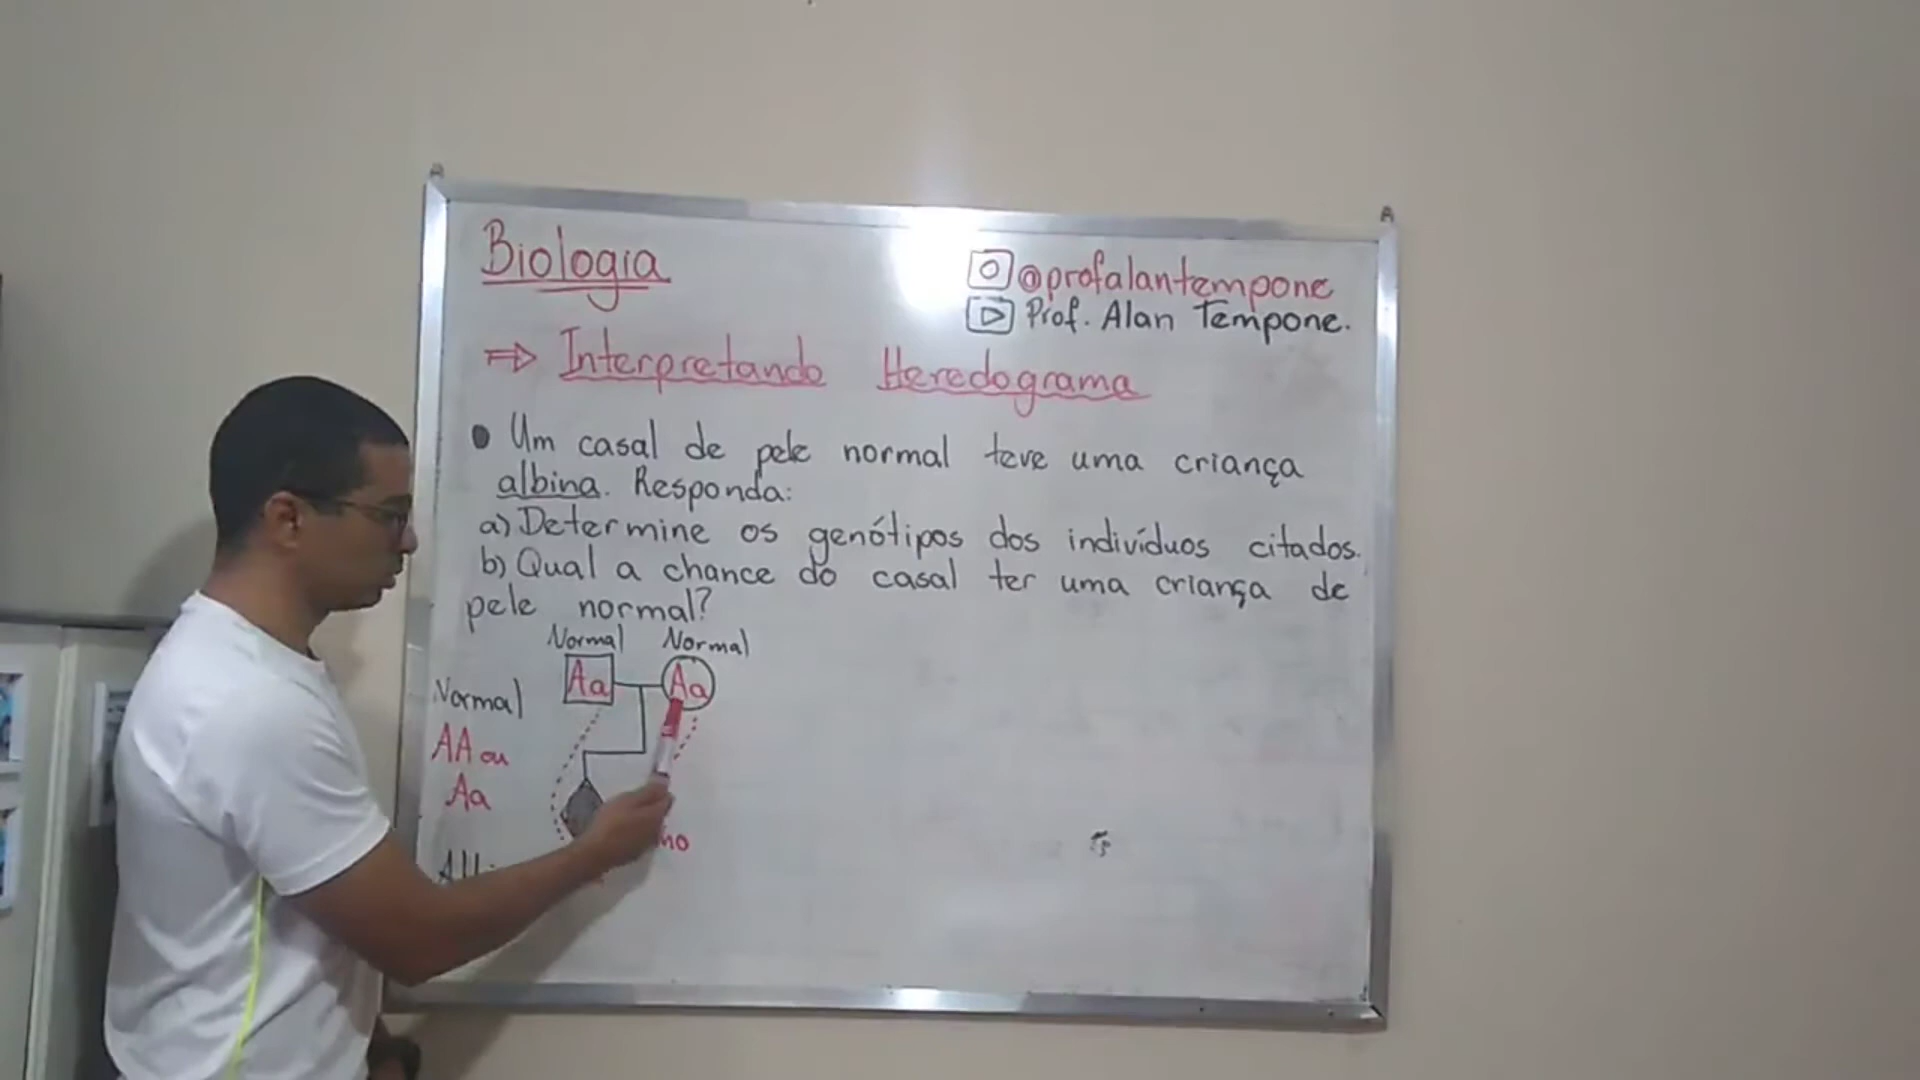 Biologia
@profalantempone
Prof. Alan Tempone.
⇒ Interpretando Heredograma
• Um casal de pele normal teve uma criança
albina. Responda:
a) Determine os genótipos dos indivíduos citados.
b) Qual a chance do casal ter uma criança de
pele normal?
Normal Normal
Aa Aa
Normal
AA ou
Aa